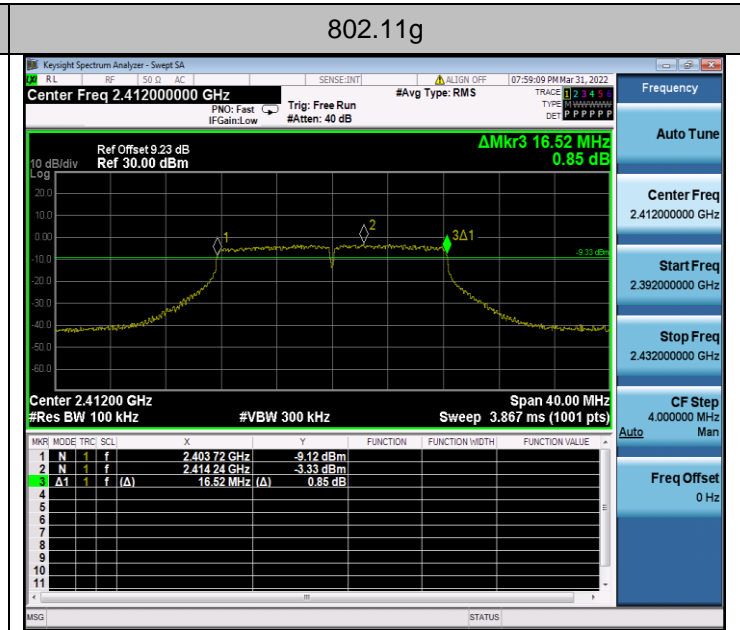 802.11g
Keysight Spectrum Analyzer - Swept SA
LXI RL RF 50 Ω AC SENSE:INT ALIGN OFF 07:59:09 PM Mar 31, 2022
Center Freq 2.412000000 GHz #Avg Type: RMS TRACE 1 2 3 4 5 6
PNO: Fast Trig: Free Run TYPE M W W W W W
IFGain:Low #Atten: 40 dB DET P P P P P P
Frequency
Auto Tune
Center Freq
2.412000000 GHz
Start Freq
2.392000000 GHz
Stop Freq
2.432000000 GHz
CF Step
4.000000 MHz
Auto Man
Freq Offset
0 Hz
ΔMkr3 16.52 MHz
0.85 dB
Ref Offset 9.23 dB
10 dB/div Ref 30.00 dBm
Log
20.0
10.0
0.00
-10.0
-20.0
-30.0
-40.0
-50.0
-60.0
1
2
3Δ1
-9.33 dBm
Center 2.41200 GHz Span 40.00 MHz
#Res BW 100 kHz #VBW 300 kHz Sweep 3.867 ms (1001 pts)
MKR MODE TRC SCL X Y FUNCTION FUNCTION WIDTH FUNCTION VALUE
1 N 1 f 2.403 72 GHz -9.12 dBm
2 N 1 f 2.414 24 GHz -3.33 dBm
3 Δ1 1 f (Δ) 16.52 MHz (Δ) 0.85 dB
4
5
6
7
8
9
10
11
MSG STATUS